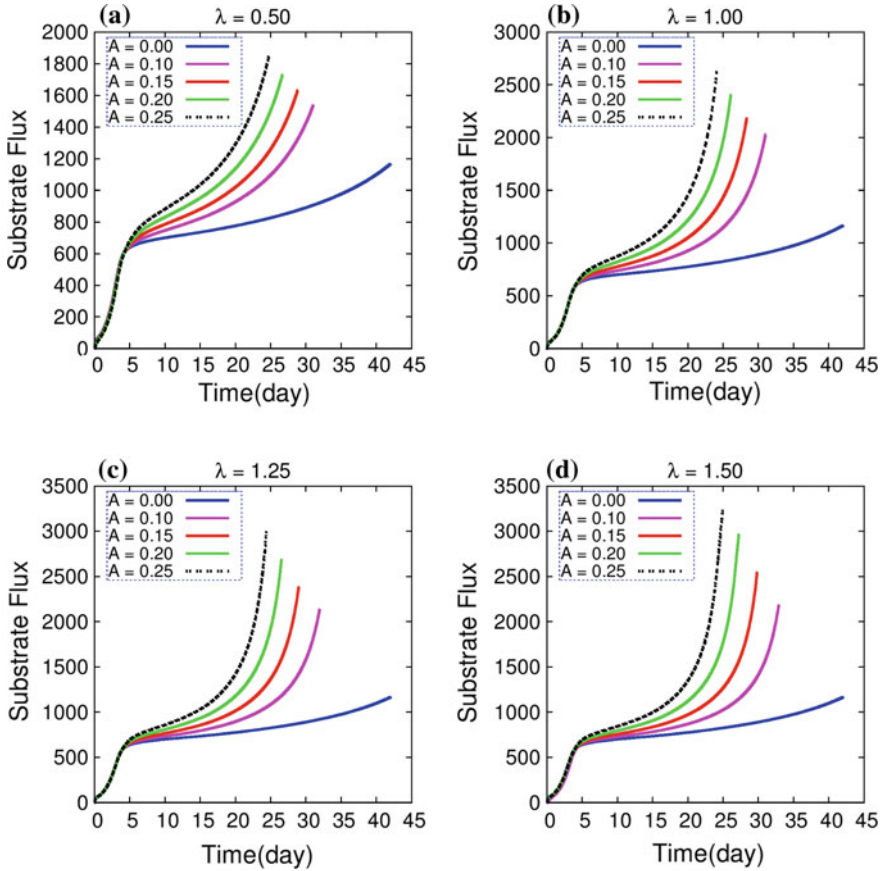 (a) λ = 0.50
2000
1800
1600
1400
1200
1000
800
600
400
200
0
Substrate Flux
A = 0.00
A = 0.10
A = 0.15
A = 0.20
A = 0.25
0 5 10 15 20 25 30 35 40 45
Time(day)
(b) λ = 1.00
3000
2500
2000
1500
1000
500
0
Substrate Flux
A = 0.00
A = 0.10
A = 0.15
A = 0.20
A = 0.25
0 5 10 15 20 25 30 35 40 45
Time(day)
(c) λ = 1.25
3500
3000
2500
2000
1500
1000
500
0
Substrate Flux
A = 0.00
A = 0.10
A = 0.15
A = 0.20
A = 0.25
0 5 10 15 20 25 30 35 40 45
Time(day)
(d) λ = 1.50
3500
3000
2500
2000
1500
1000
500
0
Substrate Flux
A = 0.00
A = 0.10
A = 0.15
A = 0.20
A = 0.25
0 5 10 15 20 25 30 35 40 45
Time(day)